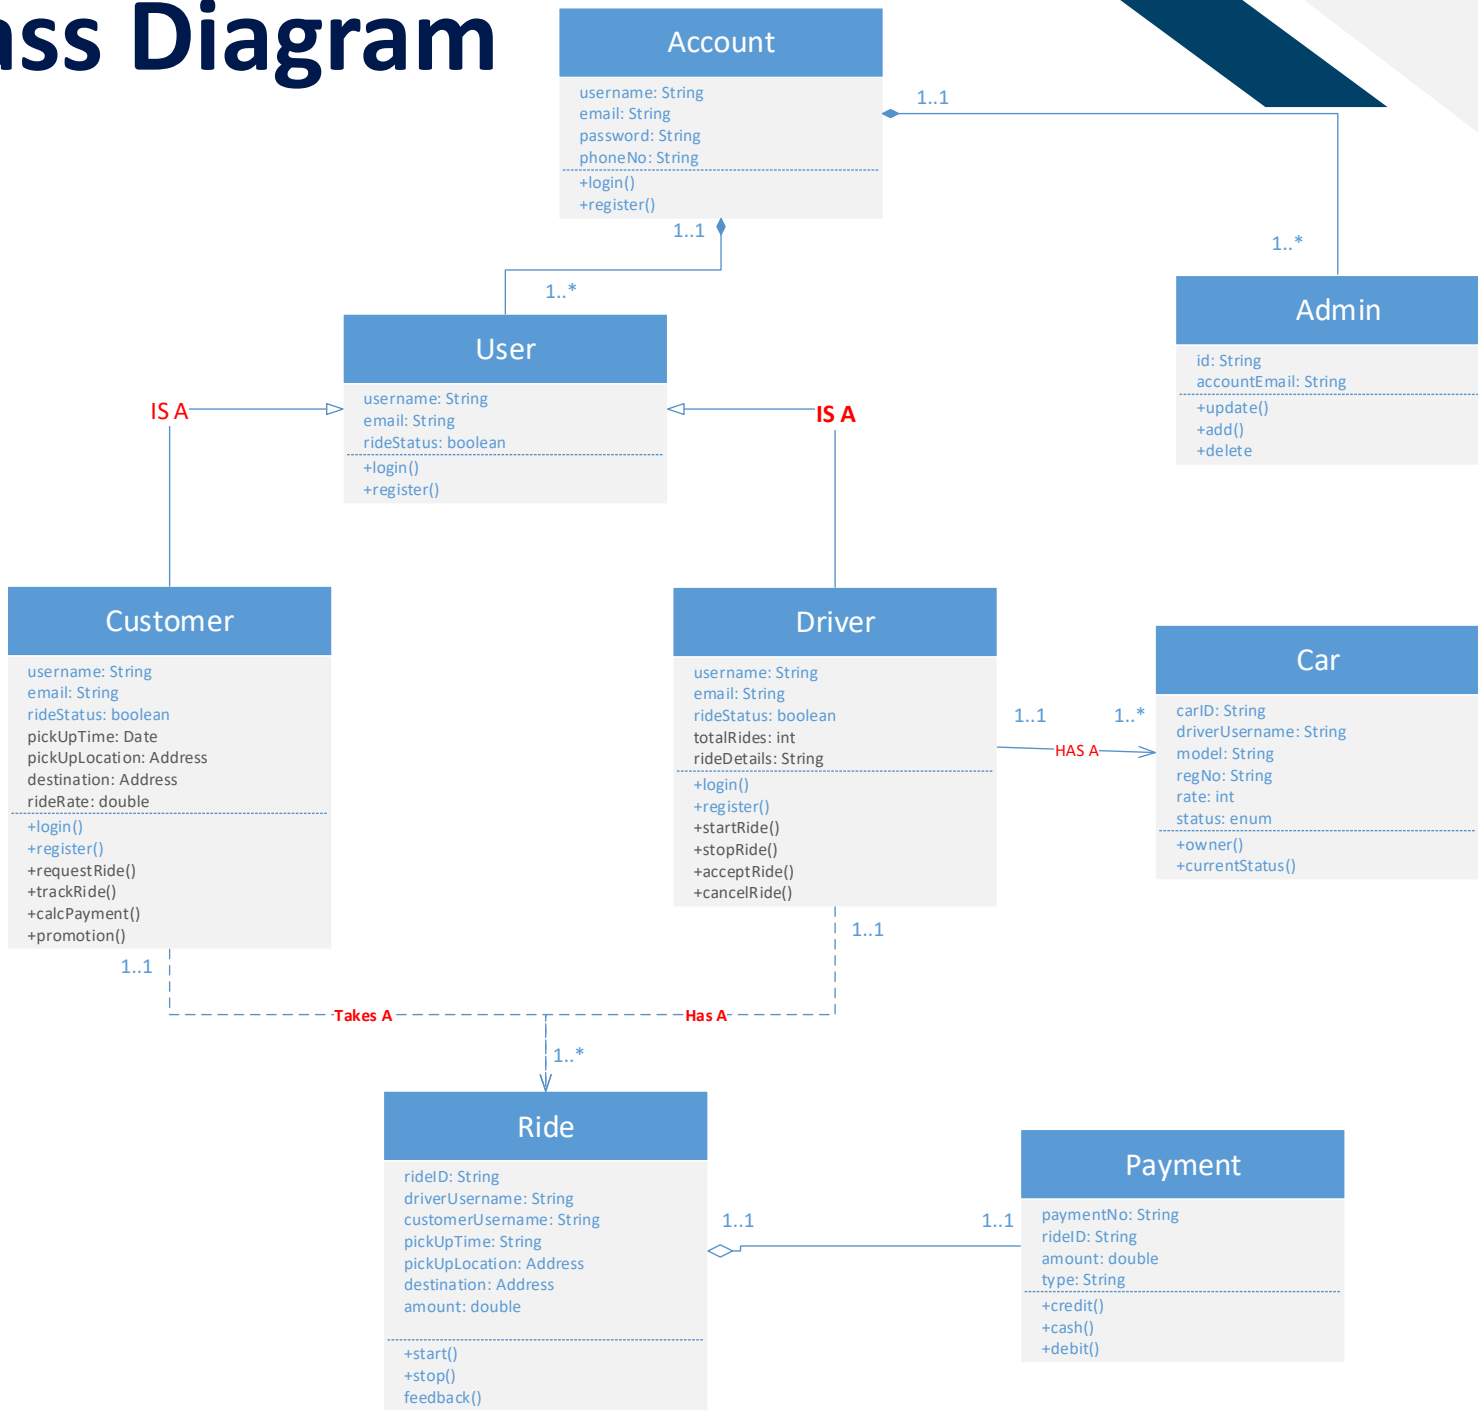 ass Diagram
Account
username: String
email: String
password: String
phoneNo: String
+login()
+register()
1..1
1..1
1..*
1..*
Admin
id: String
accountEmail: String
+update()
+add()
+delete
User
username: String
email: String
rideStatus: boolean
+login()
+register()
IS A
IS A
Customer
username: String
email: String
rideStatus: boolean
pickUpTime: Date
pickUpLocation: Address
destination: Address
rideRate: double
+login()
+register()
+requestRide()
+trackRide()
+calcPayment()
+promotion()
Driver
username: String
email: String
rideStatus: boolean
totalRides: int
rideDetails: String
+login()
+register()
+startRide()
+stopRide()
+acceptRide()
+cancelRide()
1..1
1..*
HAS A
Car
carID: String
driverUsername: String
model: String
regNo: String
rate: int
status: enum
+owner()
+currentStatus()
1..1
1..1
Takes A
Has A
1..*
Ride
rideID: String
driverUsername: String
customerUsername: String
pickUpTime: String
pickUpLocation: Address
destination: Address
amount: double
+start()
+stop()
feedback()
1..1
1..1
Payment
paymentNo: String
rideID: String
amount: double
type: String
+credit()
+cash()
+debit()